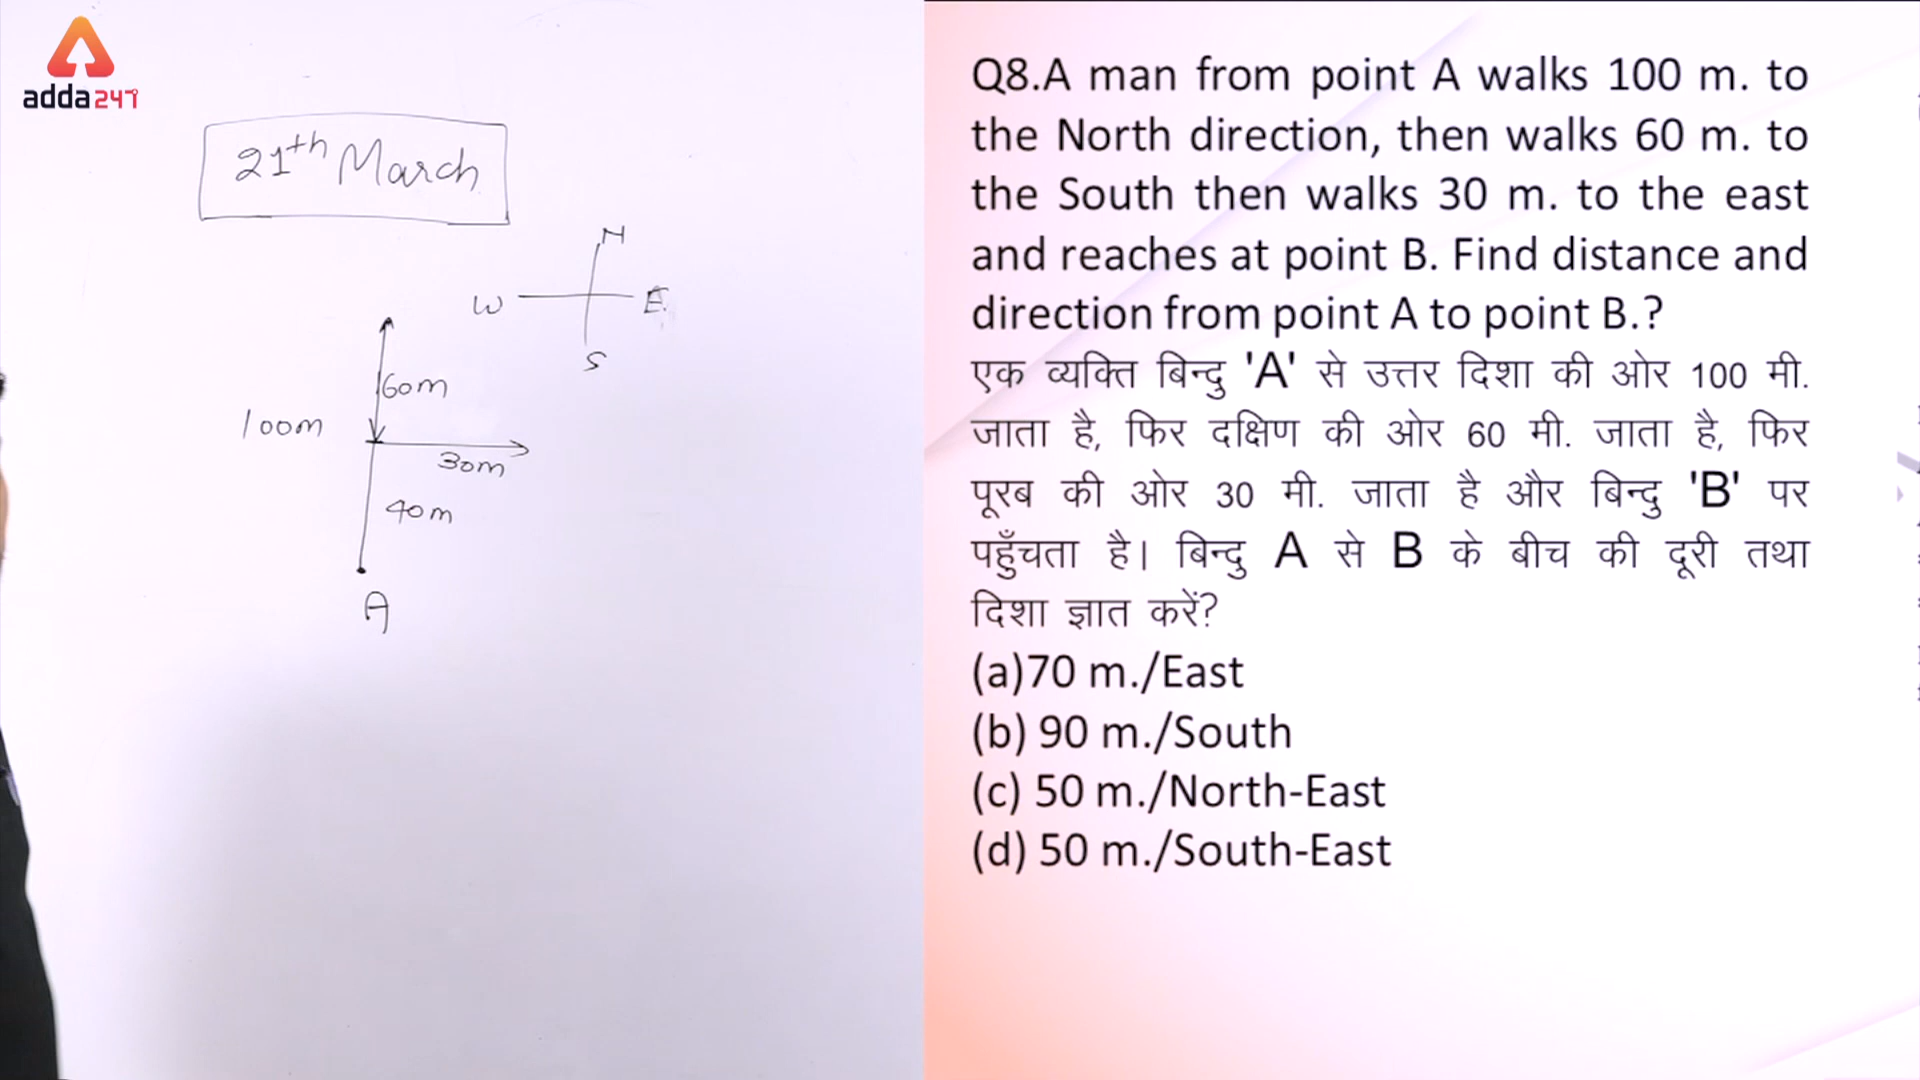 adda247
21th March
N
W
E
S
60m
100m
30m
40m
A
Q8.A man from point A walks 100 m. to
the North direction, then walks 60 m. to
the South then walks 30 m. to the east
and reaches at point B. Find distance and
direction from point A to point B.?
एक व्यक्ति बिन्दु 'A' से उत्तर दिशा की ओर 100 मी.
जाता है, फिर दक्षिण की ओर 60 मी. जाता है, फिर
पूरब की ओर 30 मी. जाता है और बिन्दु 'B' पर
पहुँचता है। बिन्दु A से B के बीच की दूरी तथा
दिशा ज्ञात करें?
(a)70 m./East
(b) 90 m./South
(c) 50 m./North-East
(d) 50 m./South-East